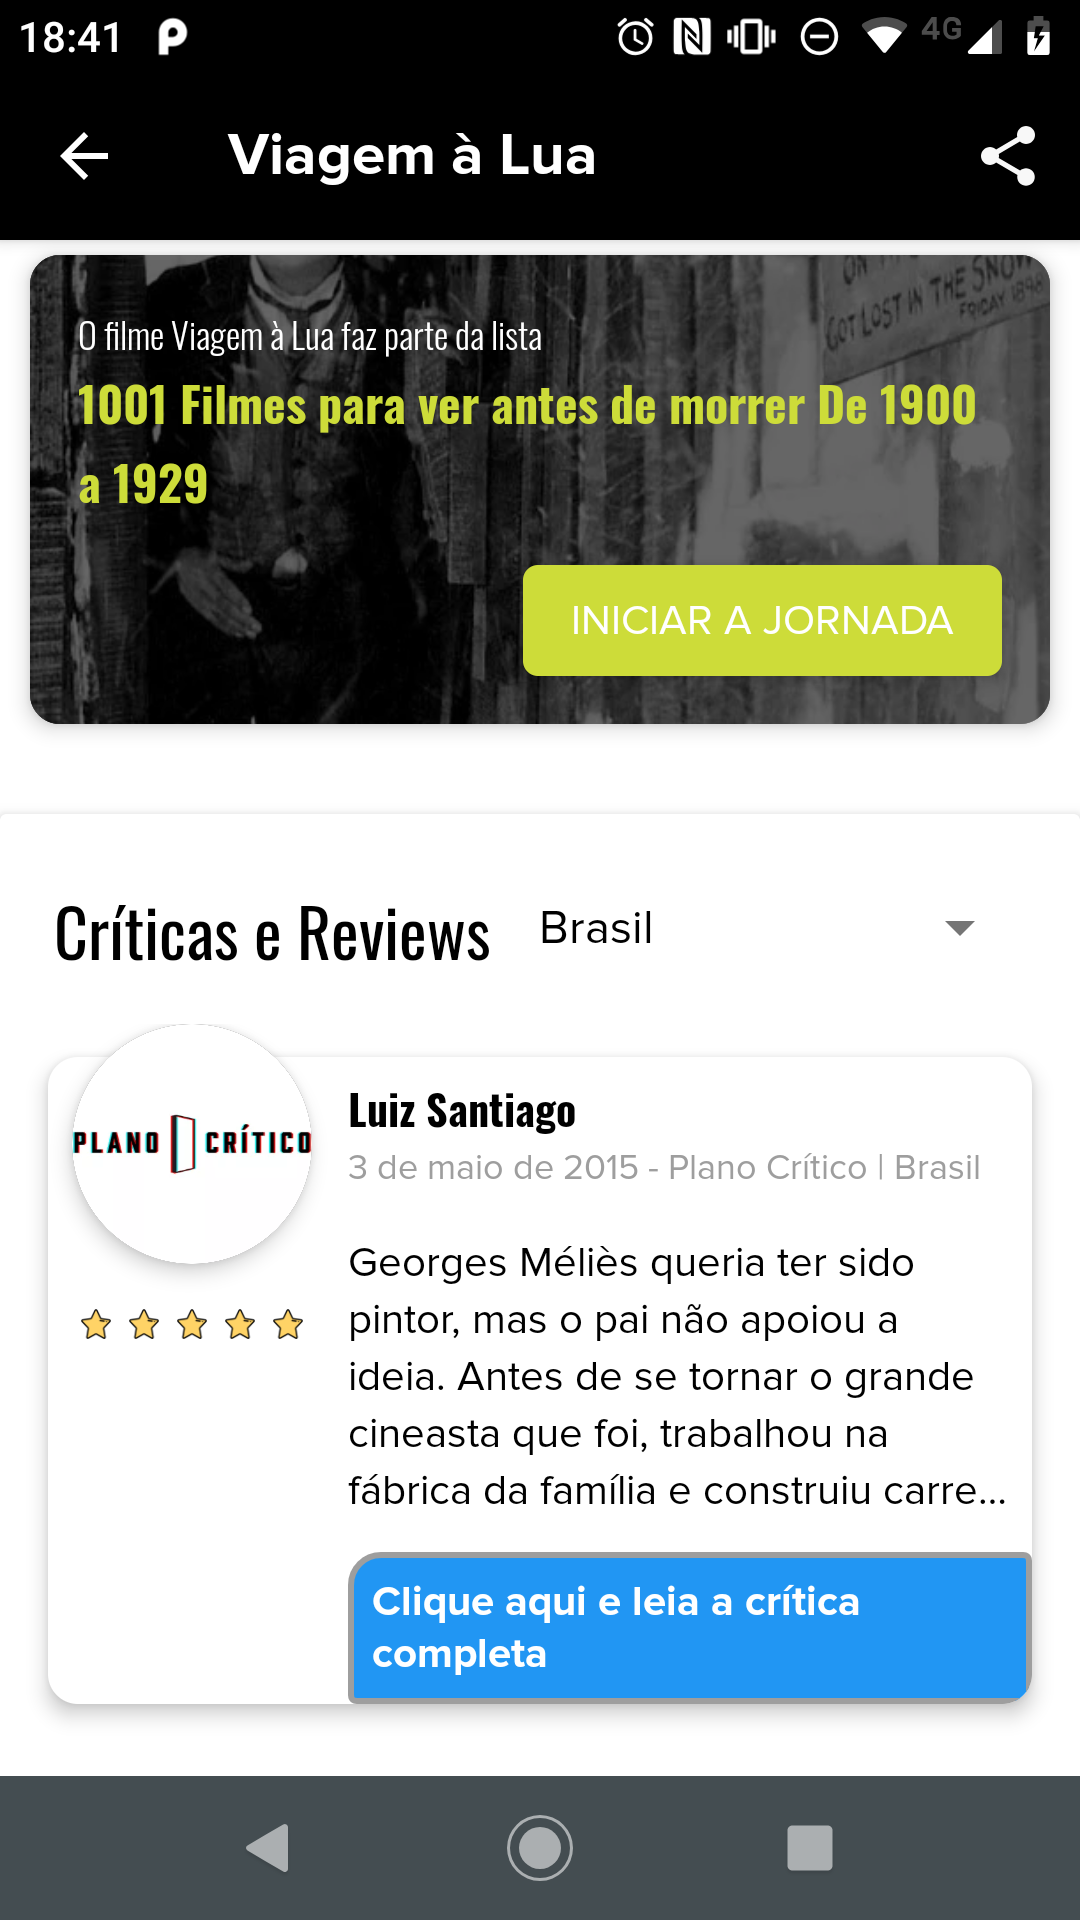 18:41
4G
Viagem à Lua
ON
GOT LOST IN THE SNOW
FRIDAY 1898
O filme Viagem à Lua faz parte da lista
1001 Filmes para ver antes de morrer De 1900
a 1929
INICIAR A JORNADA
Críticas e Reviews
Brasil
PLANO CRÍTICO
Luiz Santiago
3 de maio de 2015 - Plano Crítico | Brasil
Georges Méliès queria ter sido
pintor, mas o pai não apoiou a
ideia. Antes de se tornar o grande
cineasta que foi, trabalhou na
fábrica da família e construiu carre...
Clique aqui e leia a crítica
completa